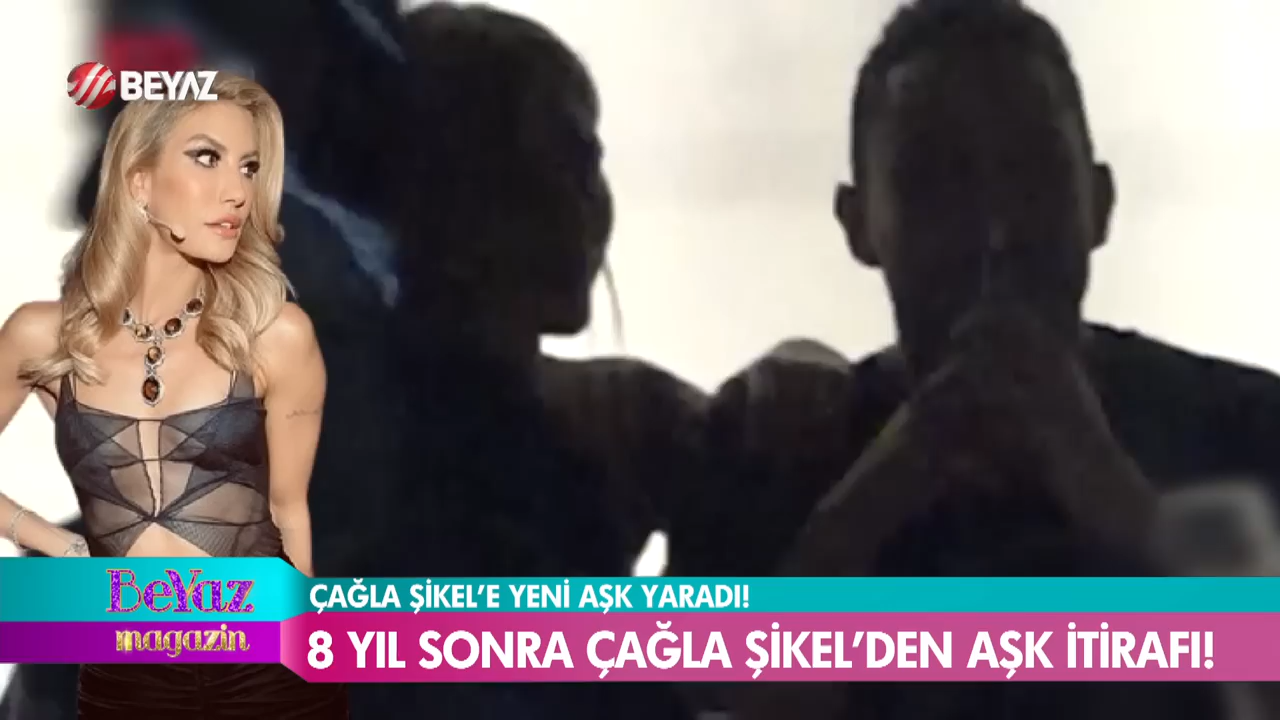 BEYAZ
BeYaz
magazin
ÇAĞLA ŞİKEL'E YENİ AŞK YARADI!
8 YIL SONRA ÇAĞLA ŞİKEL'DEN AŞK İTİRAFI!